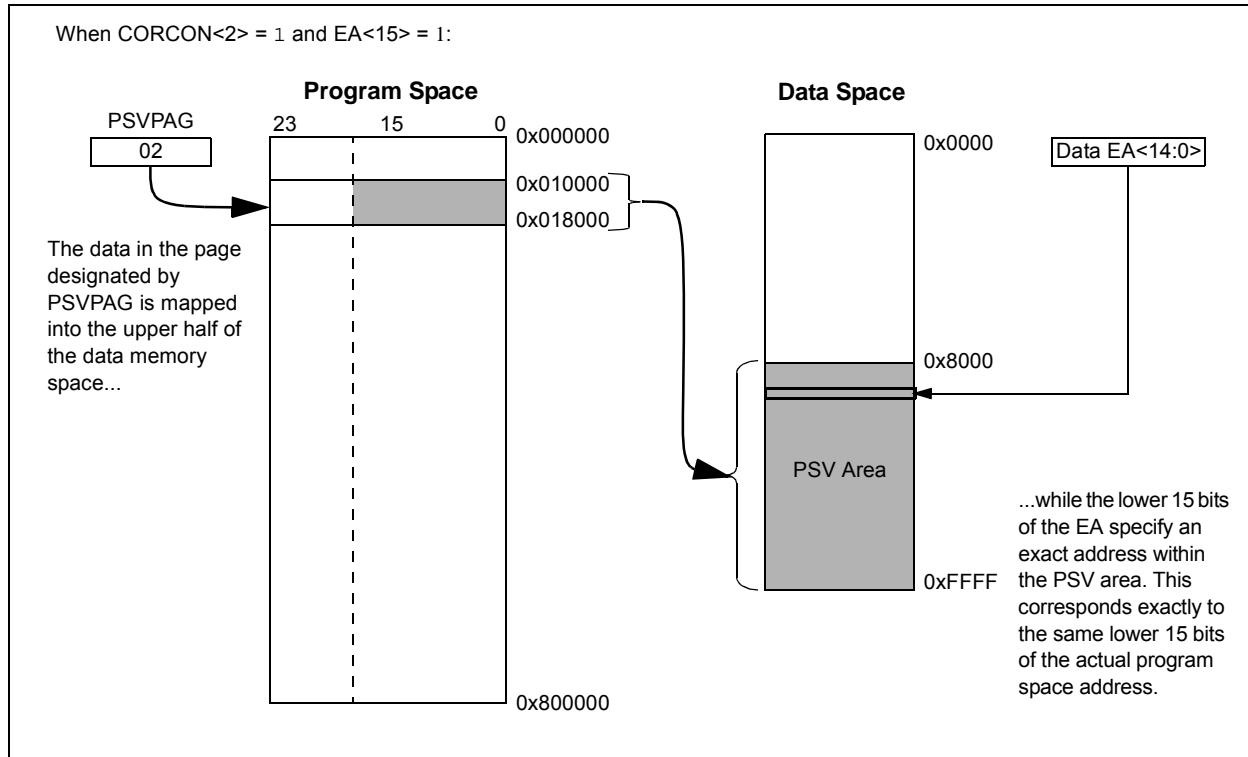 When CORCON<2> = 1 and EA<15> = 1:
Program Space
Data Space
PSVPAG
02
23
15
0
0x000000
0x010000
0x018000
0x800000
The data in the page
designated by
PSVPAG is mapped
into the upper half of
the data memory
space...
0x0000
Data EA<14:0>
0x8000
PSV Area
0xFFFF
...while the lower 15 bits
of the EA specify an
exact address within
the PSV area. This
corresponds exactly to
the same lower 15 bits
of the actual program
space address.